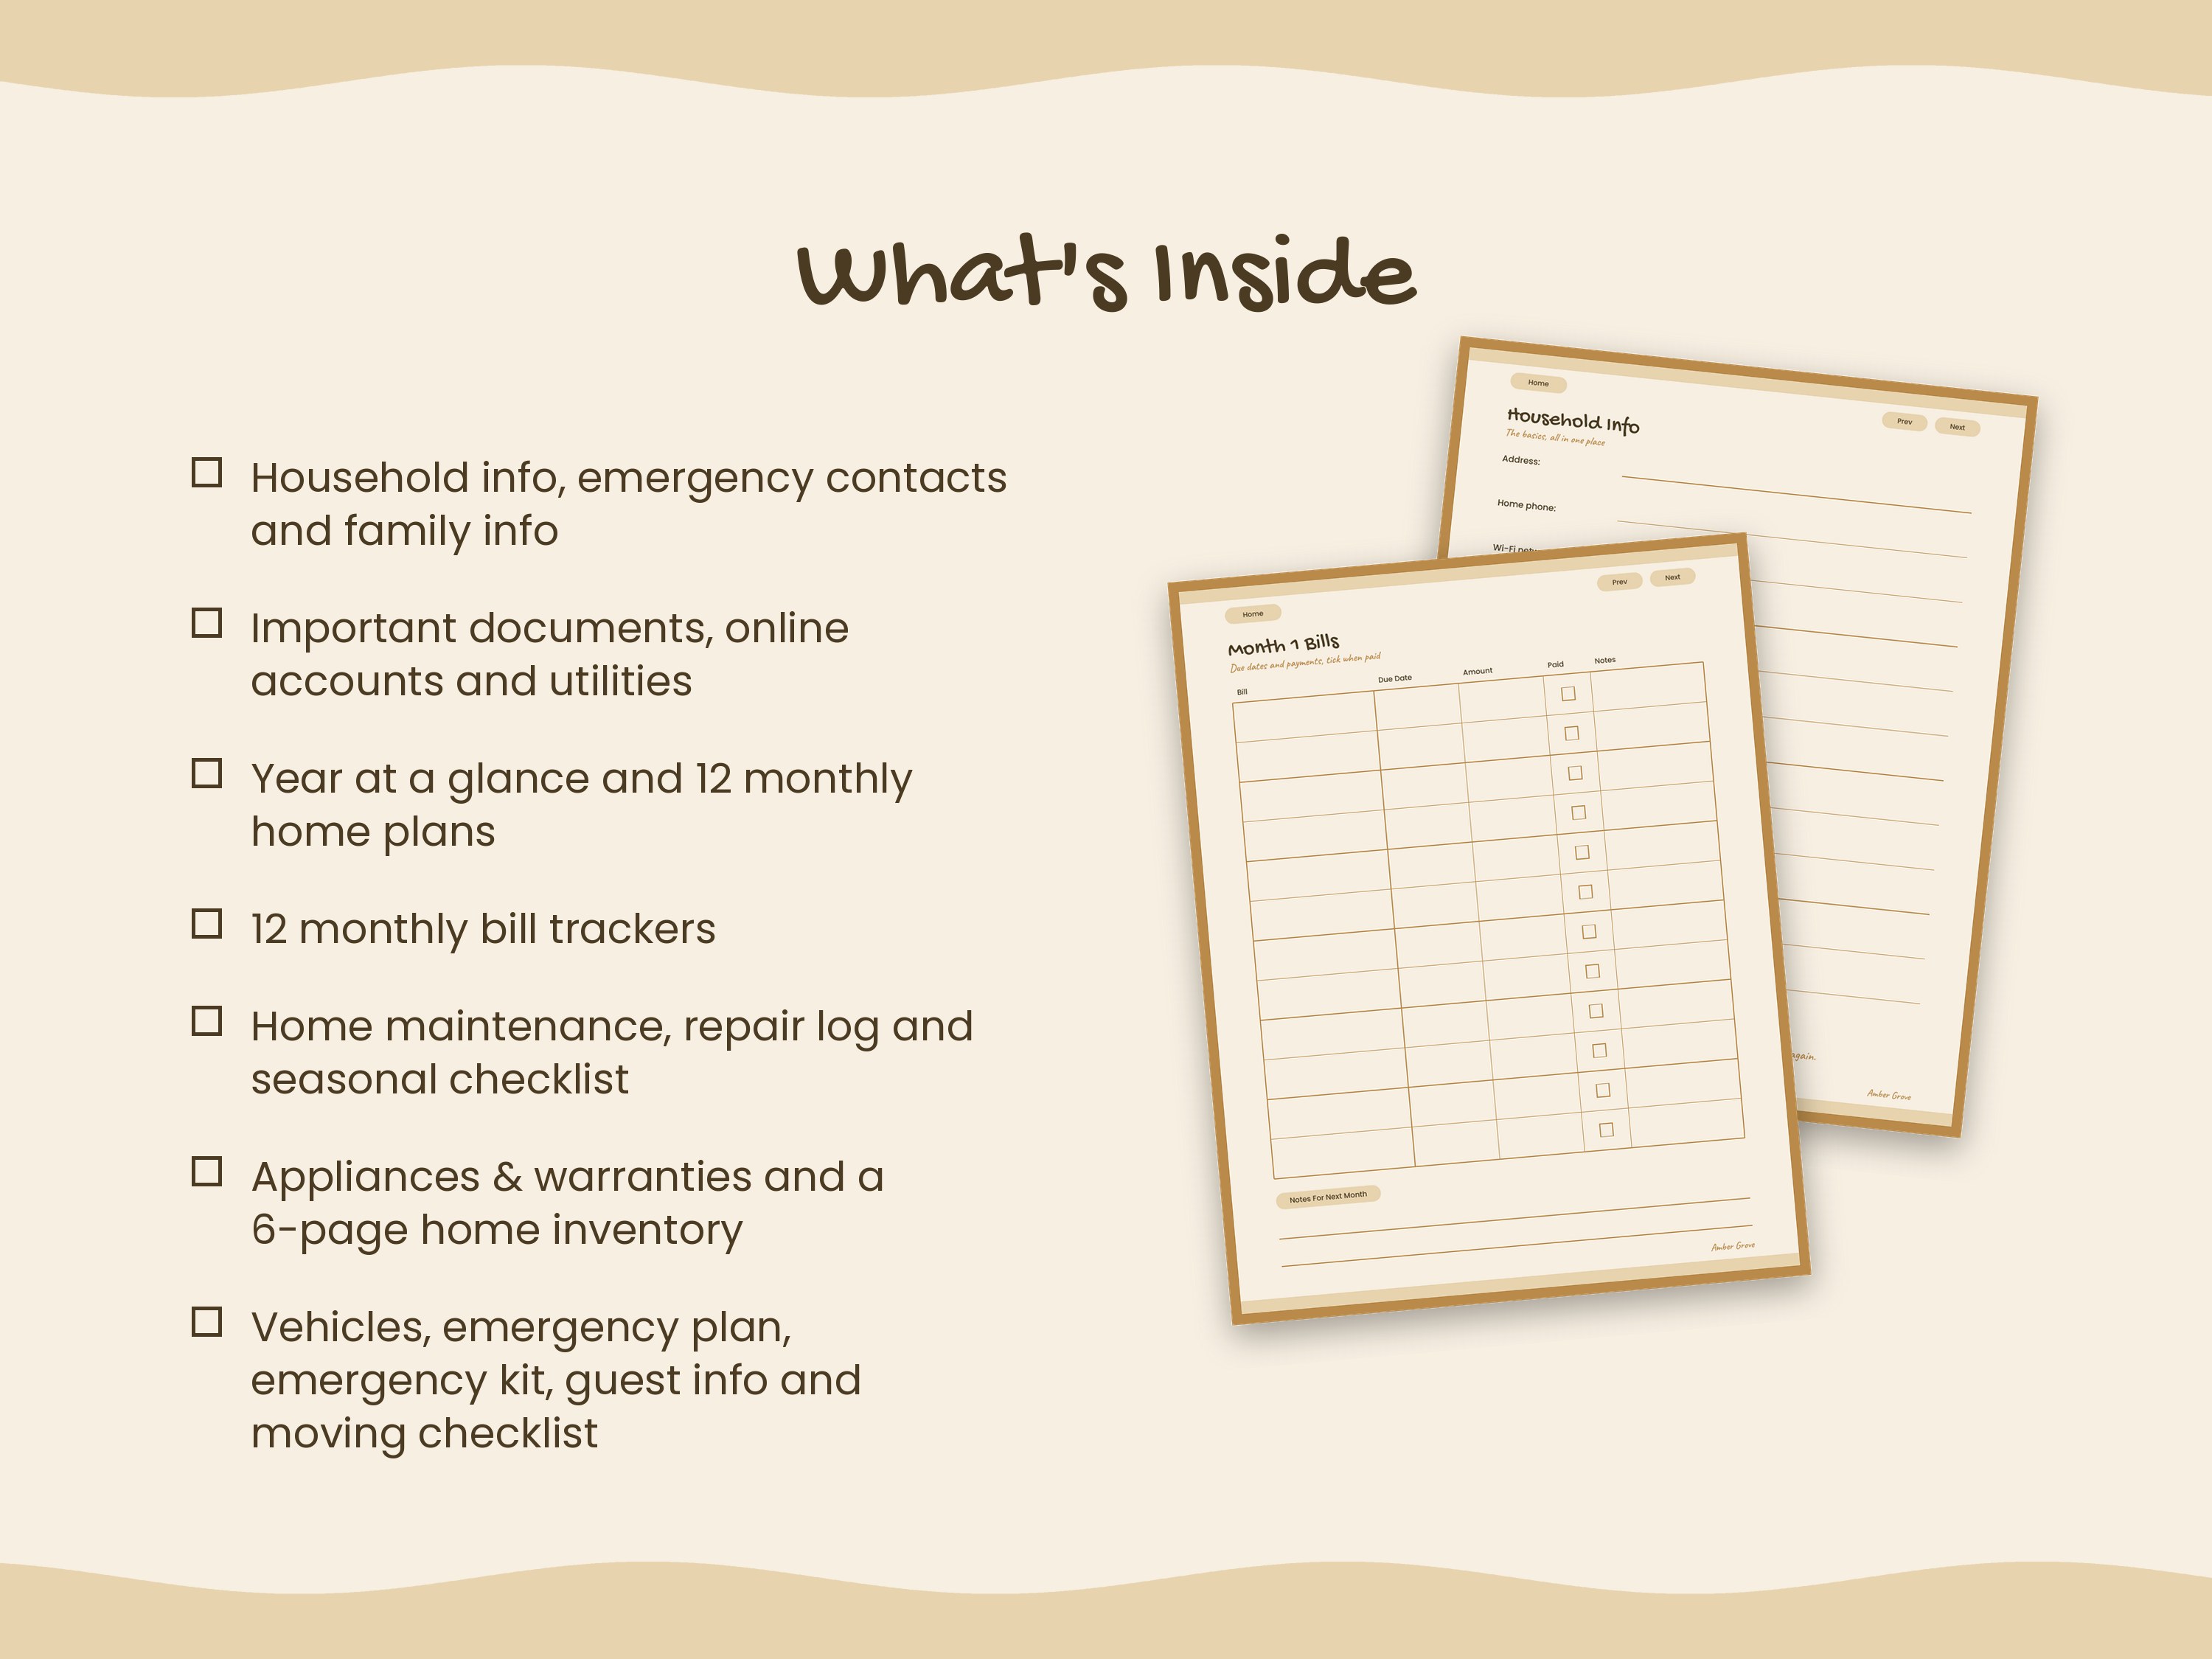 What's Inside
Household info, emergency contacts
and family info
Important documents, online
accounts and utilities
Year at a glance and 12 monthly
home plans
12 monthly bill trackers
Home maintenance, repair log and
seasonal checklist
Appliances & warranties and a
6-page home inventory
Vehicles, emergency plan,
emergency kit, guest info and
moving checklist
Home
Prev Next
Household Info
The basics, all in one place
Address:
Home phone:
Wi-Fi
again.
Amber Grove
Home
Prev Next
Month 1 Bills
Due dates and payments, tick when paid
Bill Due Date Amount Paid Notes
Notes For Next Month
Amber Grove